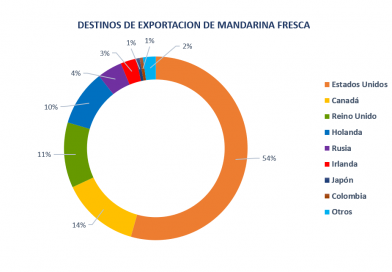 DESTINOS DE EXPORTACION DE MANDARINA FRESCA
1%
1%
2%
3%
4%
10%
11%
14%
54%
Estados Unidos
Canadá
Reino Unido
Holanda
Rusia
Irlanda
Japón
Colombia
Otros